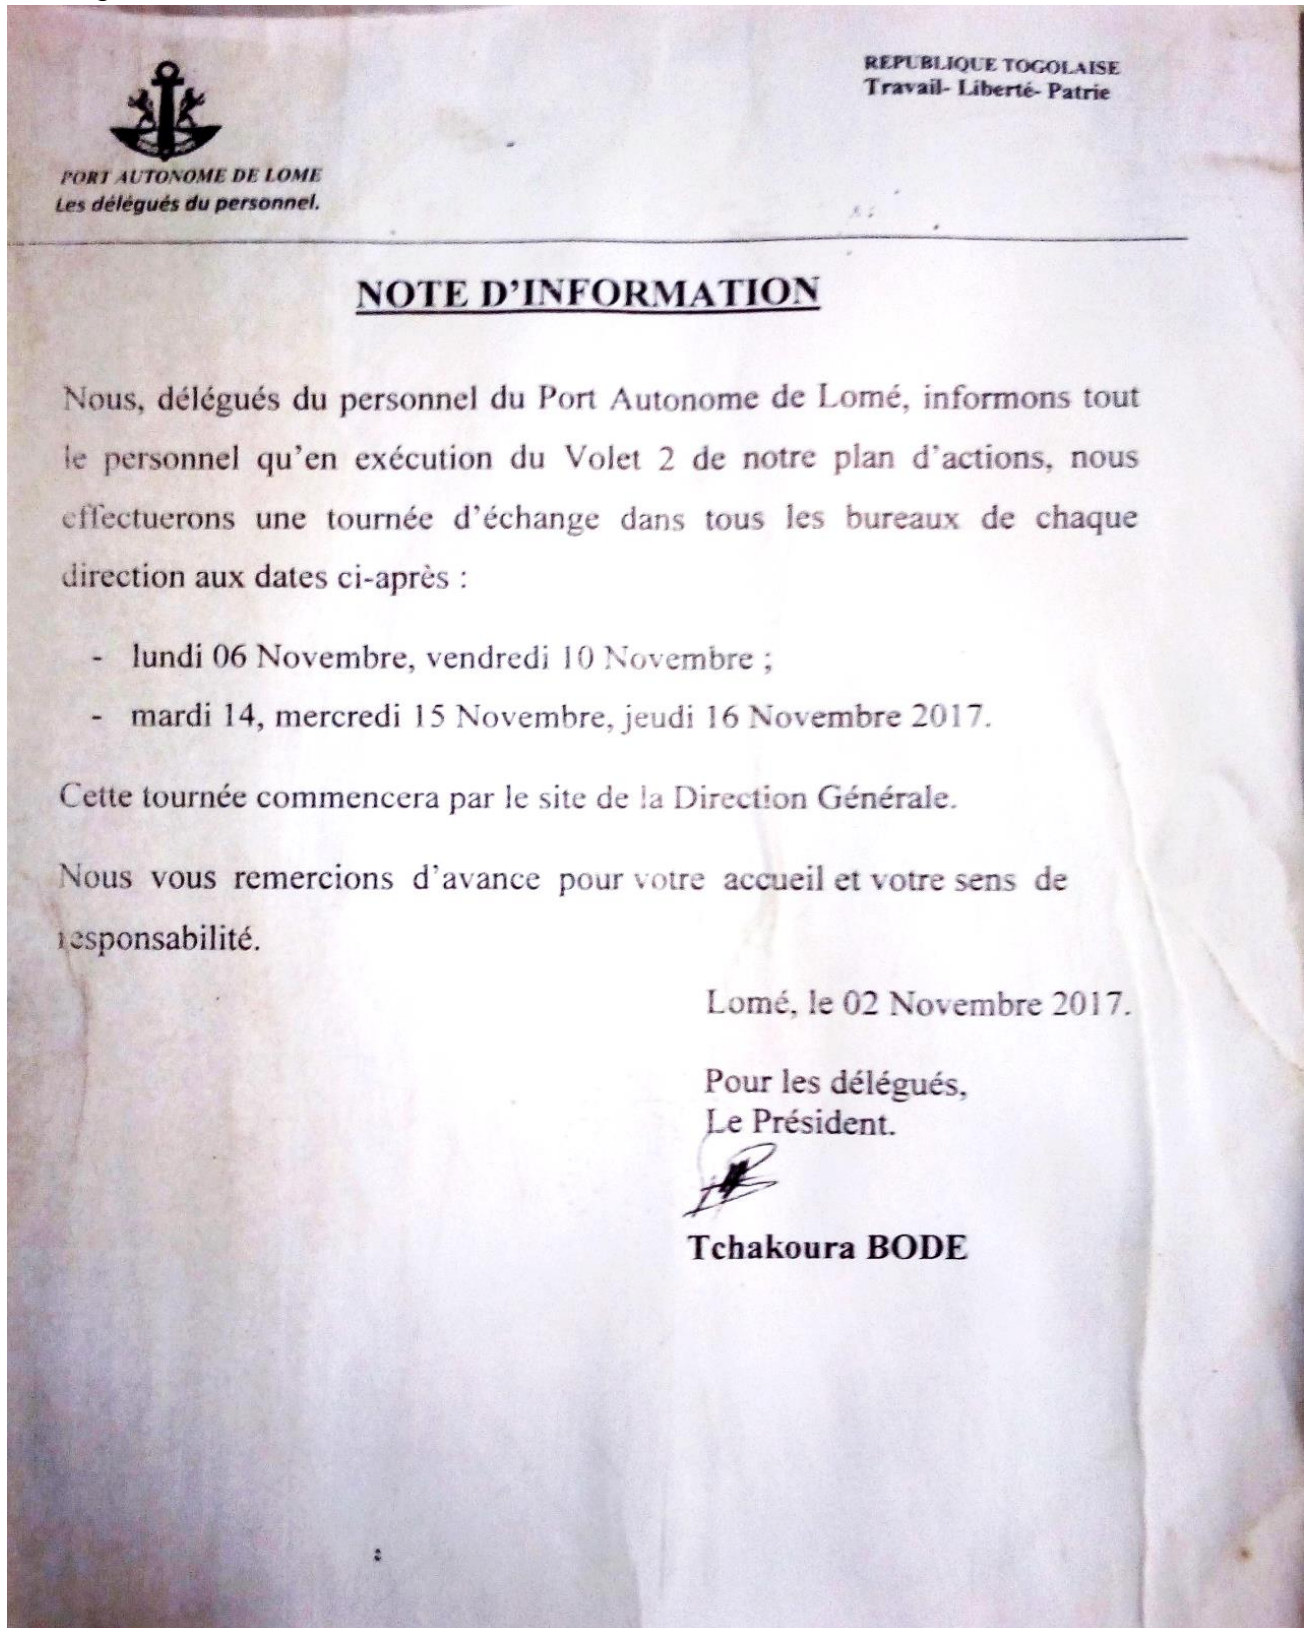 REPUBLIQUE TOGOLAISE
Travail- Liberté- Patrie
PORT AUTONOME DE LOME
Les délégués du personnel.
NOTE D'INFORMATION
Nous, délégués du personnel du Port Autonome de Lomé, informons tout
le personnel qu'en exécution du Volet 2 de notre plan d'actions, nous
effectuerons une tournée d'échange dans tous les bureaux de chaque
direction aux dates ci-après :
- lundi 06 Novembre, vendredi 10 Novembre ;
- mardi 14, mercredi 15 Novembre, jeudi 16 Novembre 2017.
Cette tournée commencera par le site de la Direction Générale.
Nous vous remercions d'avance pour votre accueil et votre sens de
responsabilité.
Lomé, le 02 Novembre 2017.
Pour les délégués,
Le Président.
Tchakoura BODE